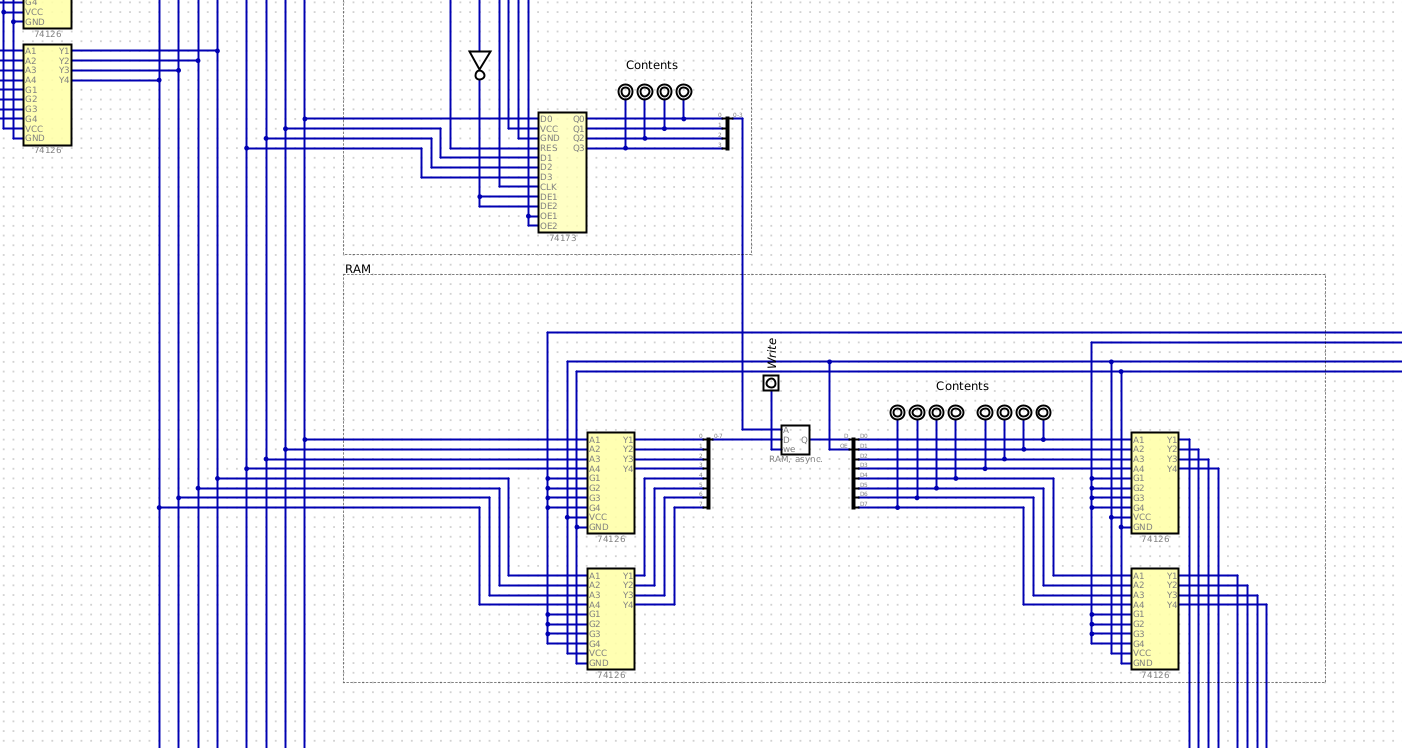 G4
VCC
GND
74126
A1 Y1
A2 Y2
A3 Y3
A4 Y4
G1
G2
G3
G4
VCC
GND
74126
Contents
D0 Q0
VCC Q1
GND Q2
RES Q3
D1
D2
D3
CLK
DE1
DE2
OE1
OE2
74173
RAM
Write
Contents
A
D Q
we
RAM, async.
A1 Y1
A2 Y2
A3 Y3
A4 Y4
G1
G2
G3
G4
VCC
GND
74126
A1 Y1
A2 Y2
A3 Y3
A4 Y4
G1
G2
G3
G4
VCC
GND
74126
A1 Y1
A2 Y2
A3 Y3
A4 Y4
G1
G2
G3
G4
VCC
GND
74126
A1 Y1
A2 Y2
A3 Y3
A4 Y4
G1
G2
G3
G4
VCC
GND
74126